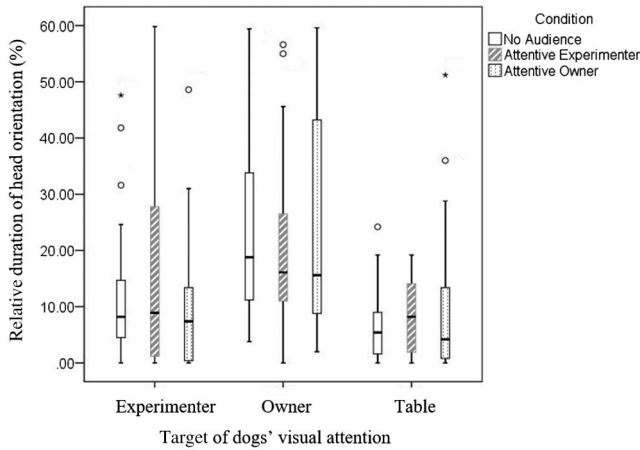 Condition
No Audience
Attentive Experimenter
Attentive Owner
Relative duration of head orientation (%)
60.00
50.00
40.00
30.00
20.00
10.00
.00
Experimenter Owner Table
Target of dogs' visual attention